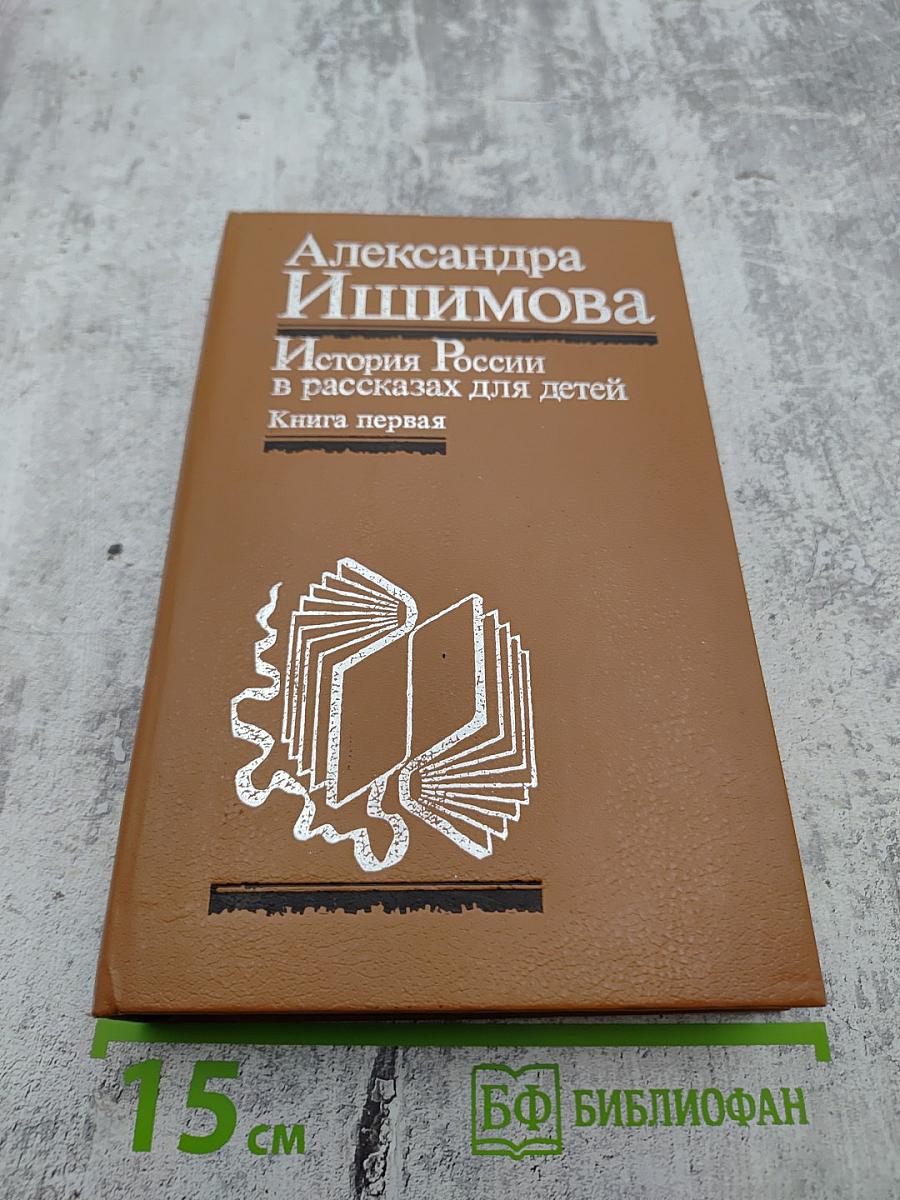 Александра
Ишимова
История России
в рассказах для детей
Книга первая
15 см
БФ БИБЛИОФАН